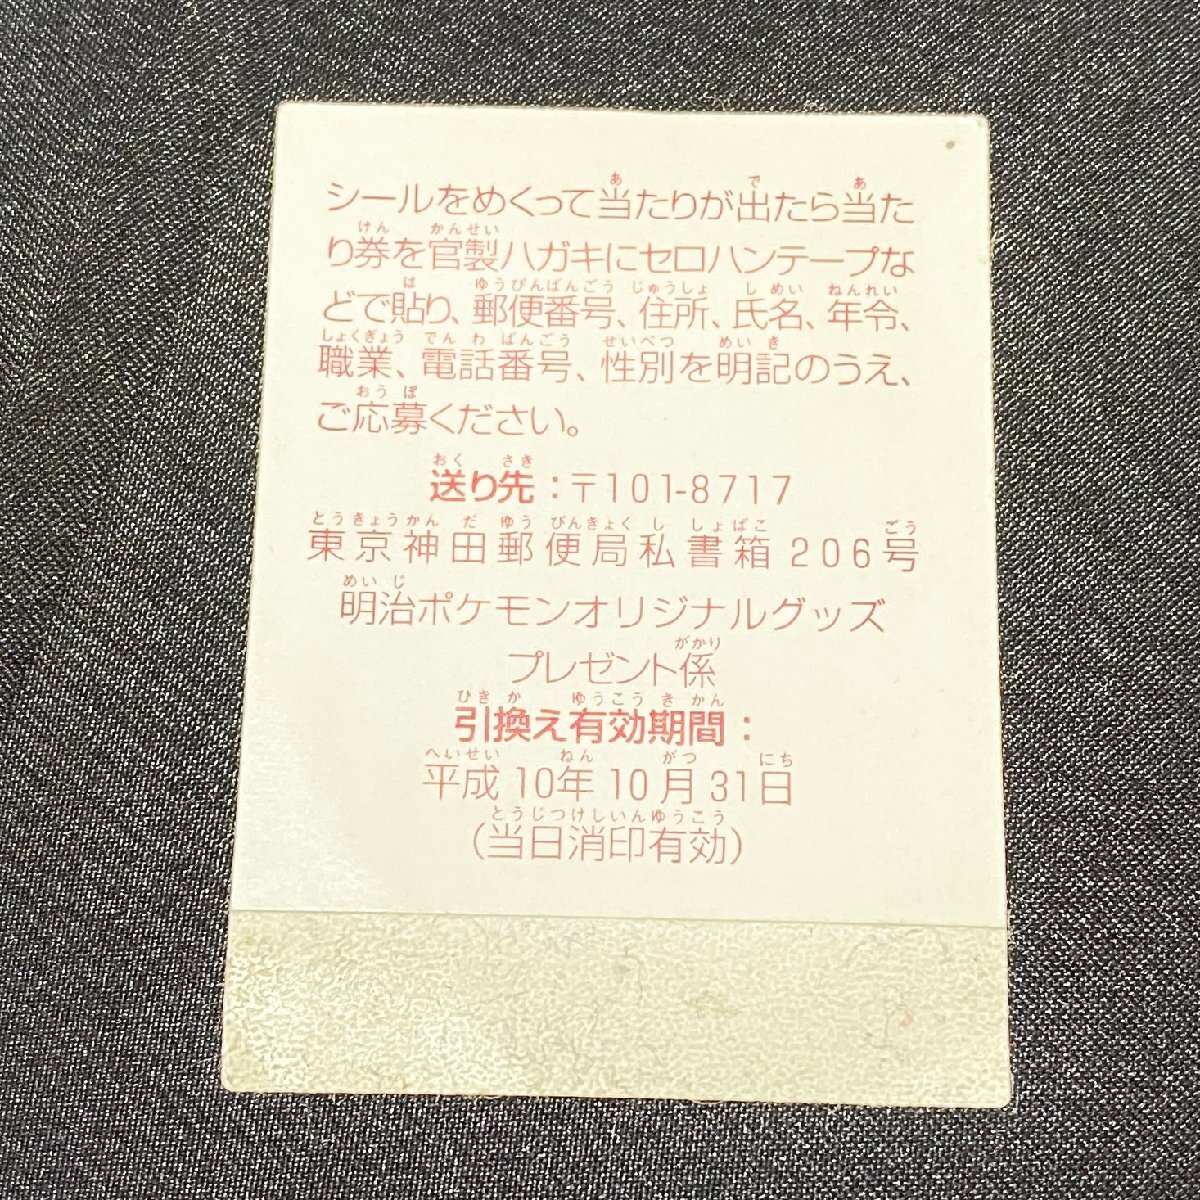 シールをめくって当たりが出たら当た
り券を官製ハガキにセロハンテープな
どで貼り、郵便番号、住所、氏名、年令、
職業、電話番号、性別を明記のうえ、
ご応募ください。
送り先：〒101-8717
東京神田郵便局私書箱206号
明治ポケモンオリジナルグッズ
プレゼント係
引換え有効期間：
平成10年10月31日
（当日消印有効）